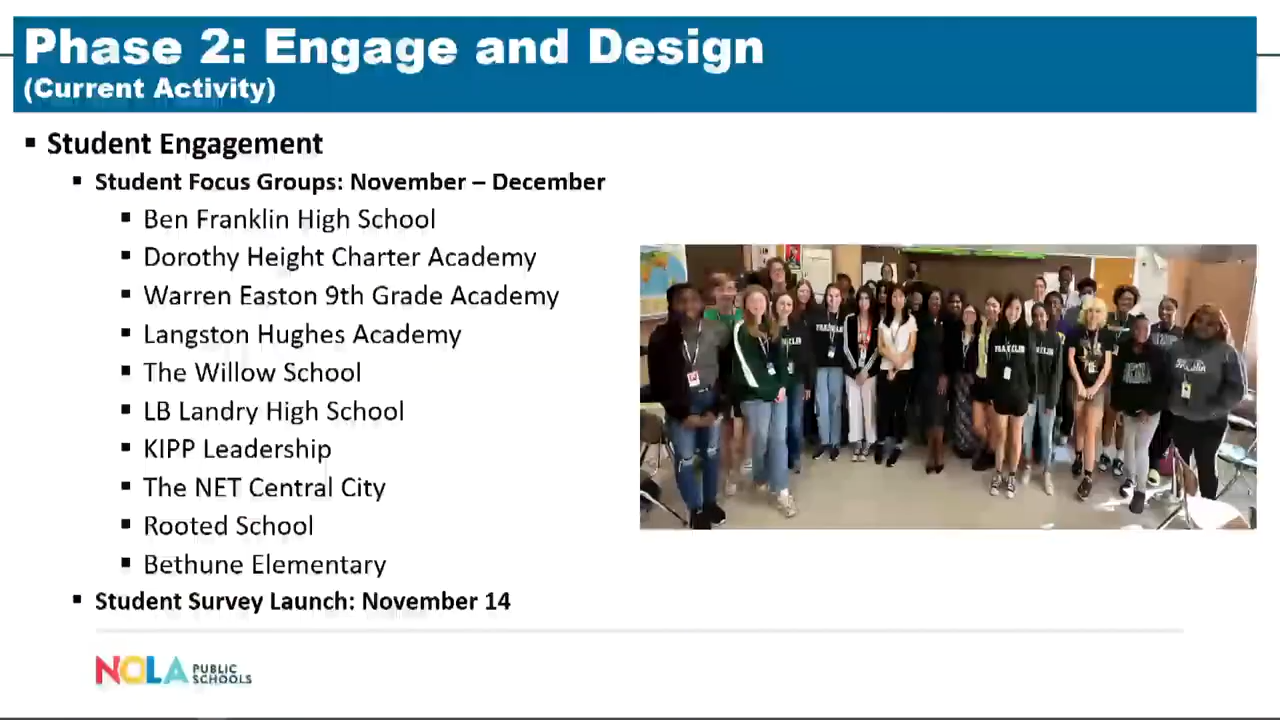 Phase 2: Engage and Design
(Current Activity)
▪ Student Engagement
▪ Student Focus Groups: November – December
▪ Ben Franklin High School
▪ Dorothy Height Charter Academy
▪ Warren Easton 9th Grade Academy
▪ Langston Hughes Academy
▪ The Willow School
▪ LB Landry High School
▪ KIPP Leadership
▪ The NET Central City
▪ Rooted School
▪ Bethune Elementary
▪ Student Survey Launch: November 14
NOLA PUBLIC
SCHOOLS